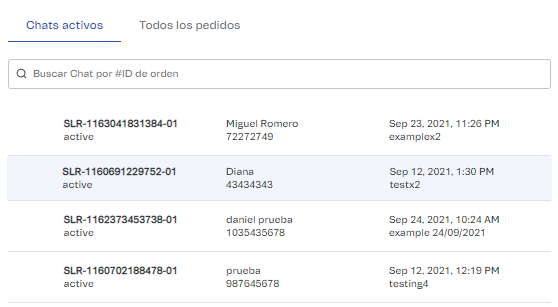 Chats activos Todos los pedidos
Buscar Chat por #ID de orden
SLR-1163041831384-01 Miguel Romero Sep 23, 2021, 11:26 PM
active 72272749 examplex2
SLR-1160691229752-01 Diana Sep 12, 2021, 1:30 PM
active 43434343 testx2
SLR-1162373453738-01 daniel prueba Sep 24, 2021, 10:24 AM
active 1035435678 example 24/09/2021
SLR-1160702188478-01 prueba Sep 12, 2021, 12:19 PM
active 987645678 testing4